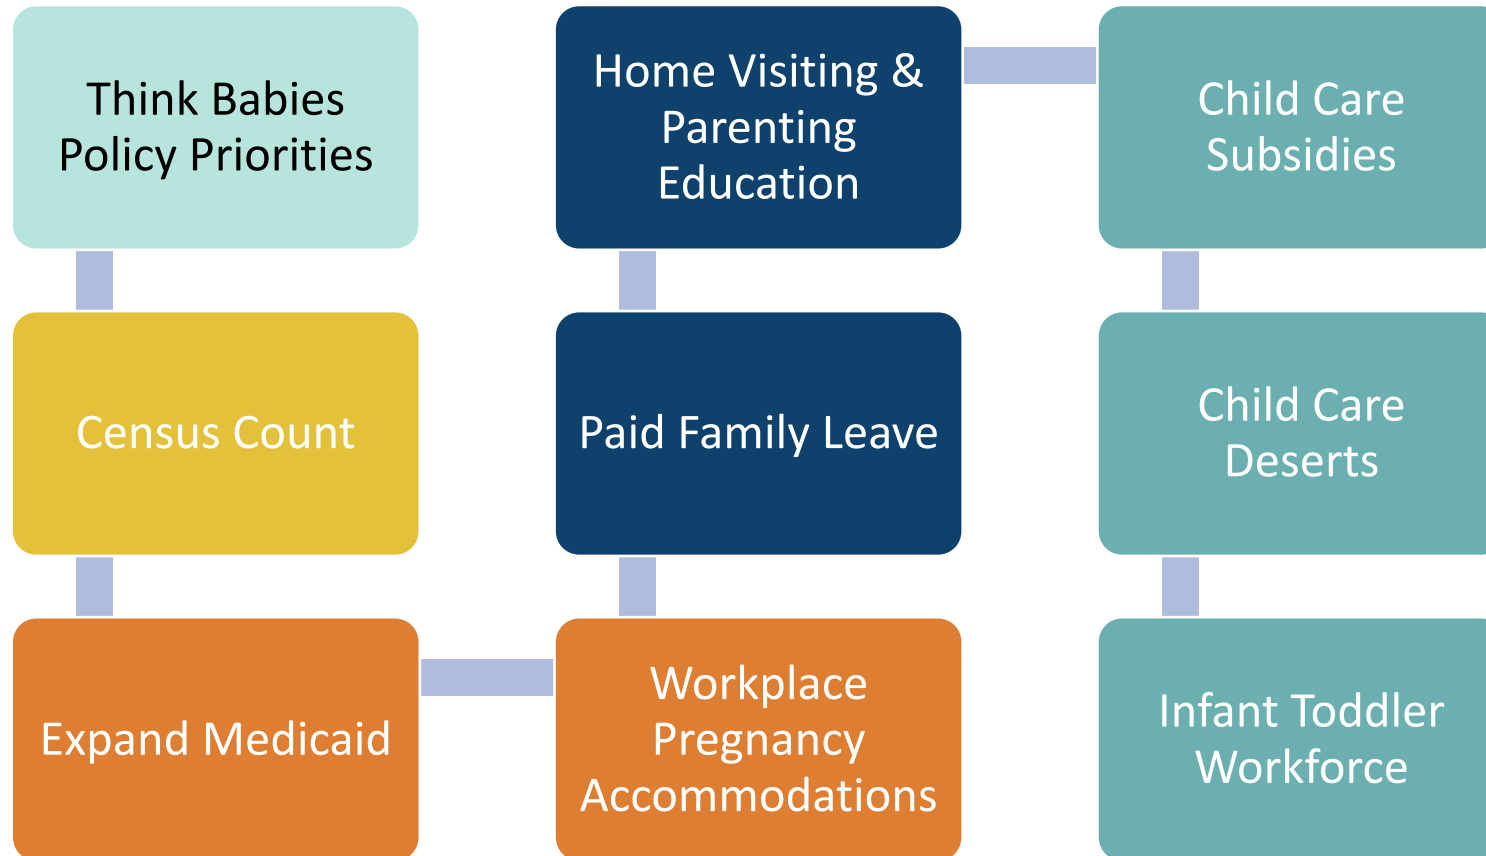 Think Babies
Policy Priorities
Census Count
Expand Medicaid
Workplace
Pregnancy
Accommodations
Paid Family Leave
Home Visiting &
Parenting
Education
Child Care
Subsidies
Child Care
Deserts
Infant Toddler
Workforce